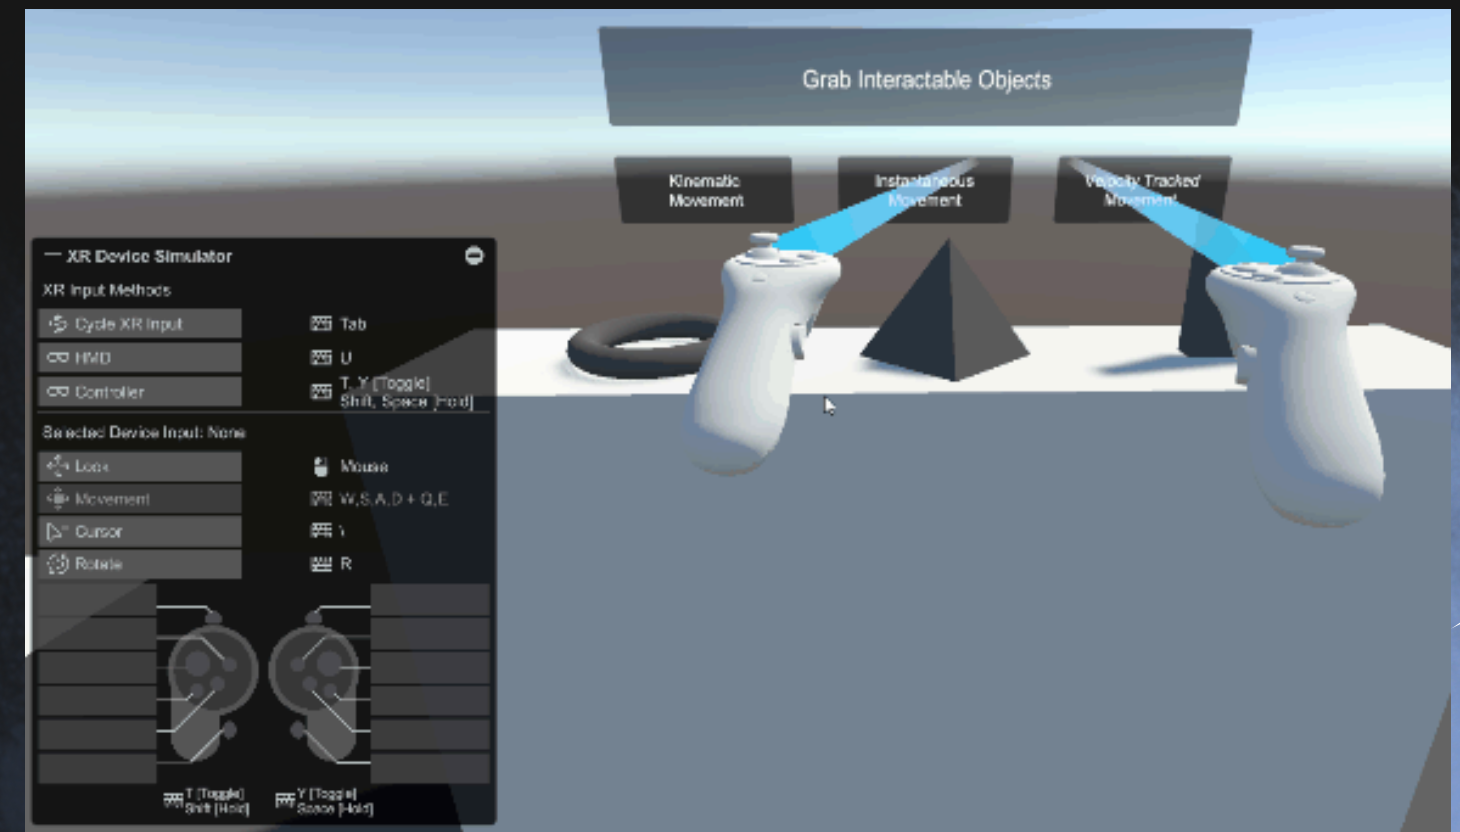 Grab Interactable Objects
Kinematic
Movement
Instantaneous
Movement
Velocity Tracked
Movement
XR Device Simulator
XR Input Methods
Cycle XR Input
Tab
HMD
U
Controller
T, Y [Toggle]
Shift, Space [Hold]
Selected Device Input: None
Look
Mouse
Movement
W,S,A,D + Q,E
Cursor
\
Rotate
R
T [Toggle]
Shift [Hold]
Y [Toggle]
Space [Hold]